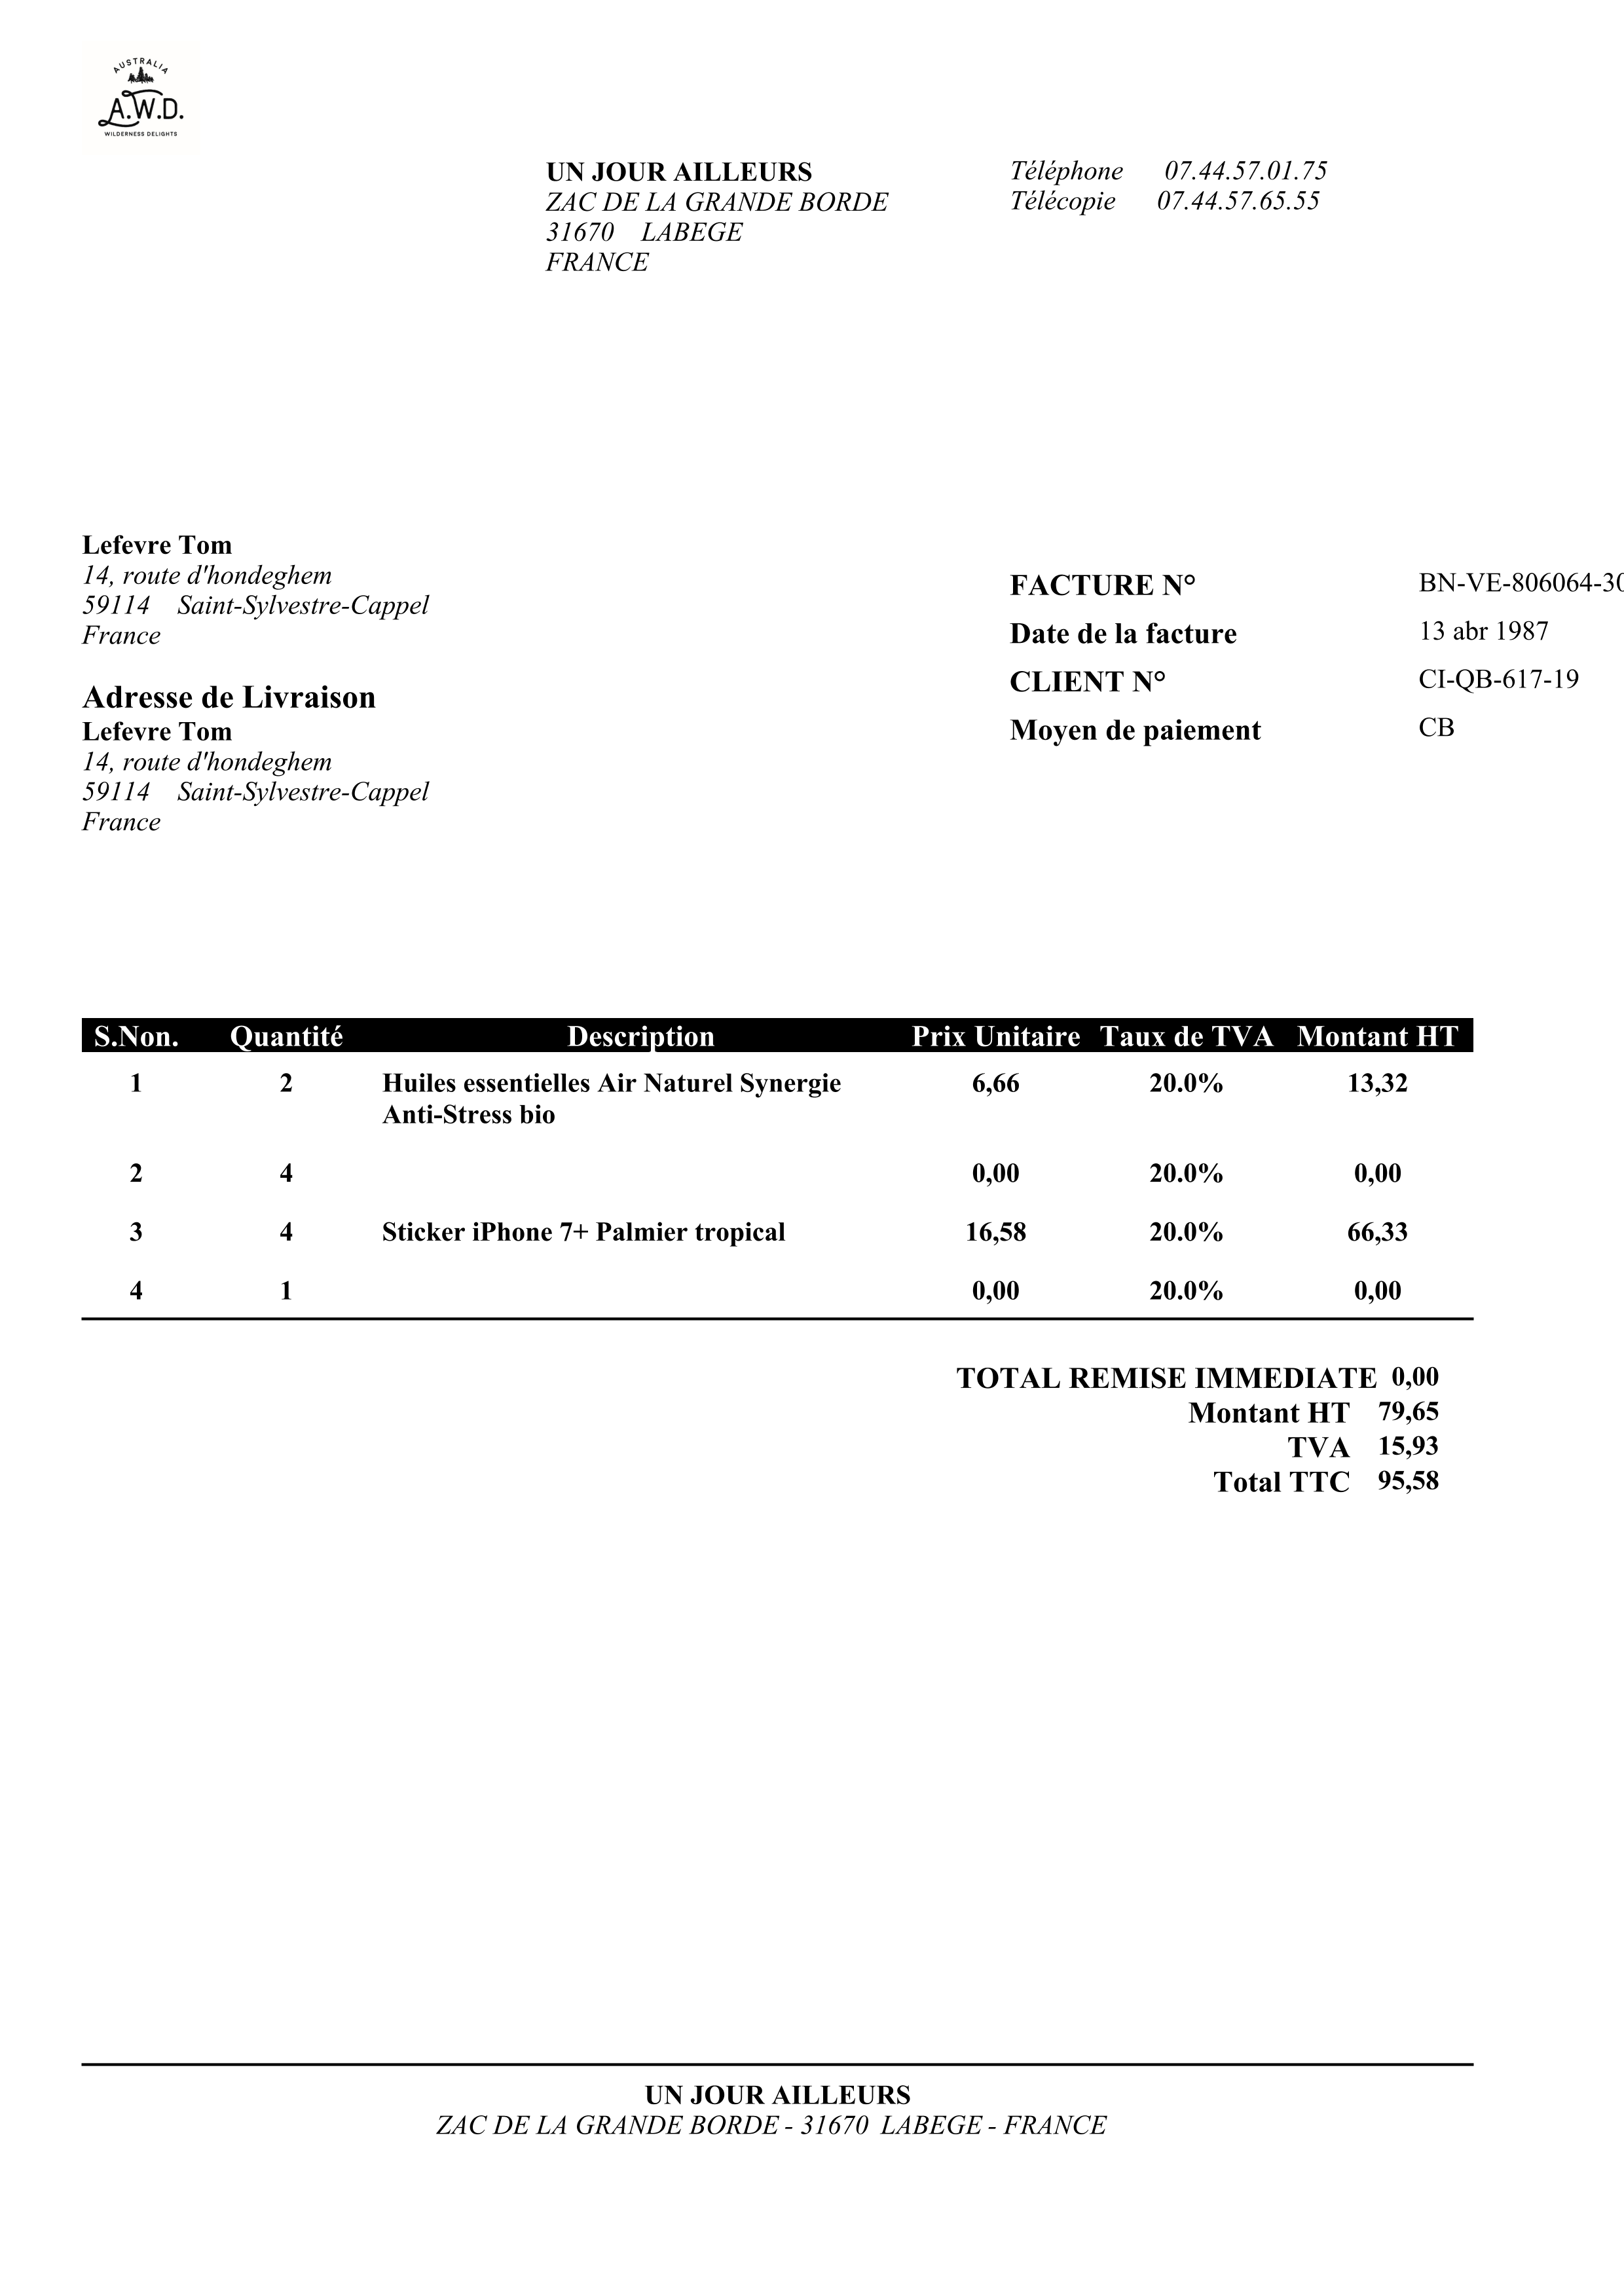 AUSTRALIA
A.W.D.
WILDERNESS DELIGHTS
UN JOUR AILLEURS
ZAC DE LA GRANDE BORDE
31670 LABEGE
FRANCE
Téléphone 07.44.57.01.75
Télécopie 07.44.57.65.55
Lefevre Tom
14, route d'hondeghem
59114 Saint-Sylvestre-Cappel
France
Adresse de Livraison
Lefevre Tom
14, route d'hondeghem
59114 Saint-Sylvestre-Cappel
France
FACTURE N° BN-VE-806064-30
Date de la facture 13 abr 1987
CLIENT N° CI-QB-617-19
Moyen de paiement CB
S.Non. Quantité Description Prix Unitaire Taux de TVA Montant HT
1 2 Huiles essentielles Air Naturel Synergie 6,66 20.0% 13,32
Anti-Stress bio
2 4 0,00 20.0% 0,00
3 4 Sticker iPhone 7+ Palmier tropical 16,58 20.0% 66,33
4 1 0,00 20.0% 0,00
TOTAL REMISE IMMEDIATE 0,00
Montant HT 79,65
TVA 15,93
Total TTC 95,58
UN JOUR AILLEURS
ZAC DE LA GRANDE BORDE - 31670 LABEGE - FRANCE